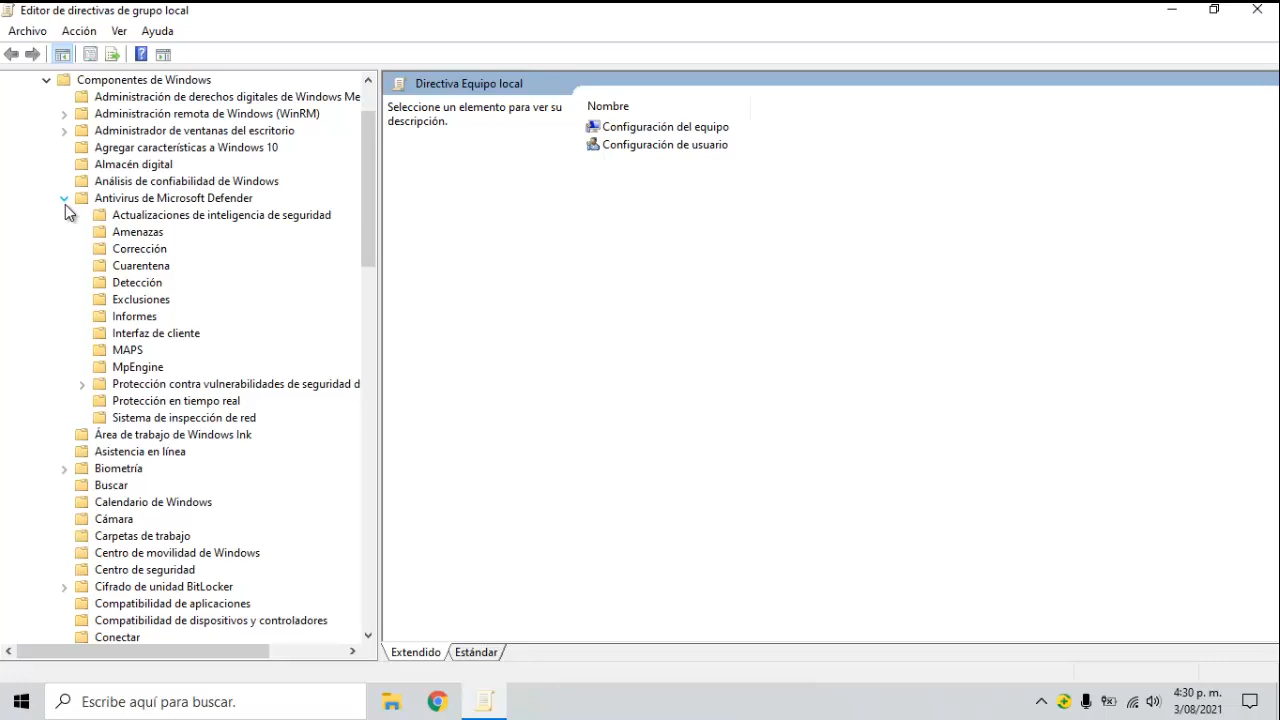 Editor de directivas de grupo local
Archivo Acción Ver Ayuda
Componentes de Windows
Administración de derechos digitales de Windows Me
Administración remota de Windows (WinRM)
Administrador de ventanas del escritorio
Agregar características a Windows 10
Almacén digital
Análisis de confiabilidad de Windows
Antivirus de Microsoft Defender
Actualizaciones de inteligencia de seguridad
Amenazas
Corrección
Cuarentena
Detección
Exclusiones
Informes
Interfaz de cliente
MAPS
MpEngine
Protección contra vulnerabilidades de seguridad d
Protección en tiempo real
Sistema de inspección de red
Área de trabajo de Windows Ink
Asistencia en línea
Biometría
Buscar
Calendario de Windows
Cámara
Carpetas de trabajo
Centro de movilidad de Windows
Centro de seguridad
Cifrado de unidad BitLocker
Compatibilidad de aplicaciones
Compatibilidad de dispositivos y controladores
Conectar
Directiva Equipo local
Seleccione un elemento para ver su
descripción.
Nombre
Configuración del equipo
Configuración de usuario
Extendido Estándar
Escribe aquí para buscar.
4:30 p. m.
3/08/2021